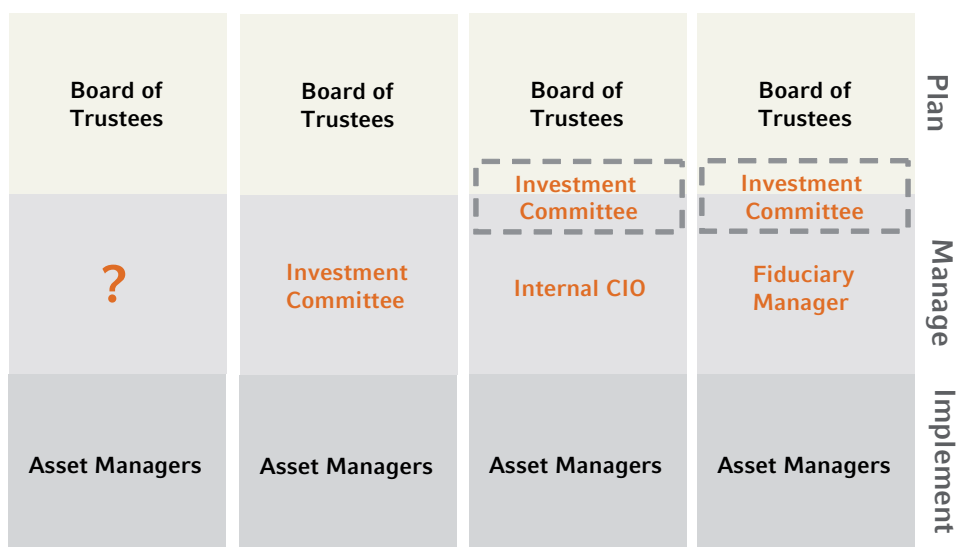 Board of
Trustees
Board of
Trustees
Board of
Trustees
Board of
Trustees
Plan
Investment
Committee
Investment
Committee
?
Investment
Committee
Internal CIO
Fiduciary
Manager
Manage
Asset Managers
Asset Managers
Asset Managers
Asset Managers
Implement